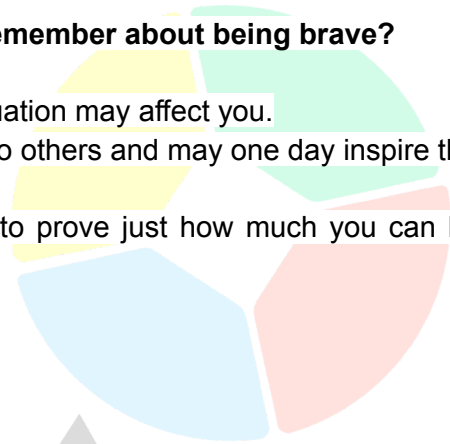 emember about being brave?
uation may affect you.
o others and may one day inspire th
to prove just how much you can